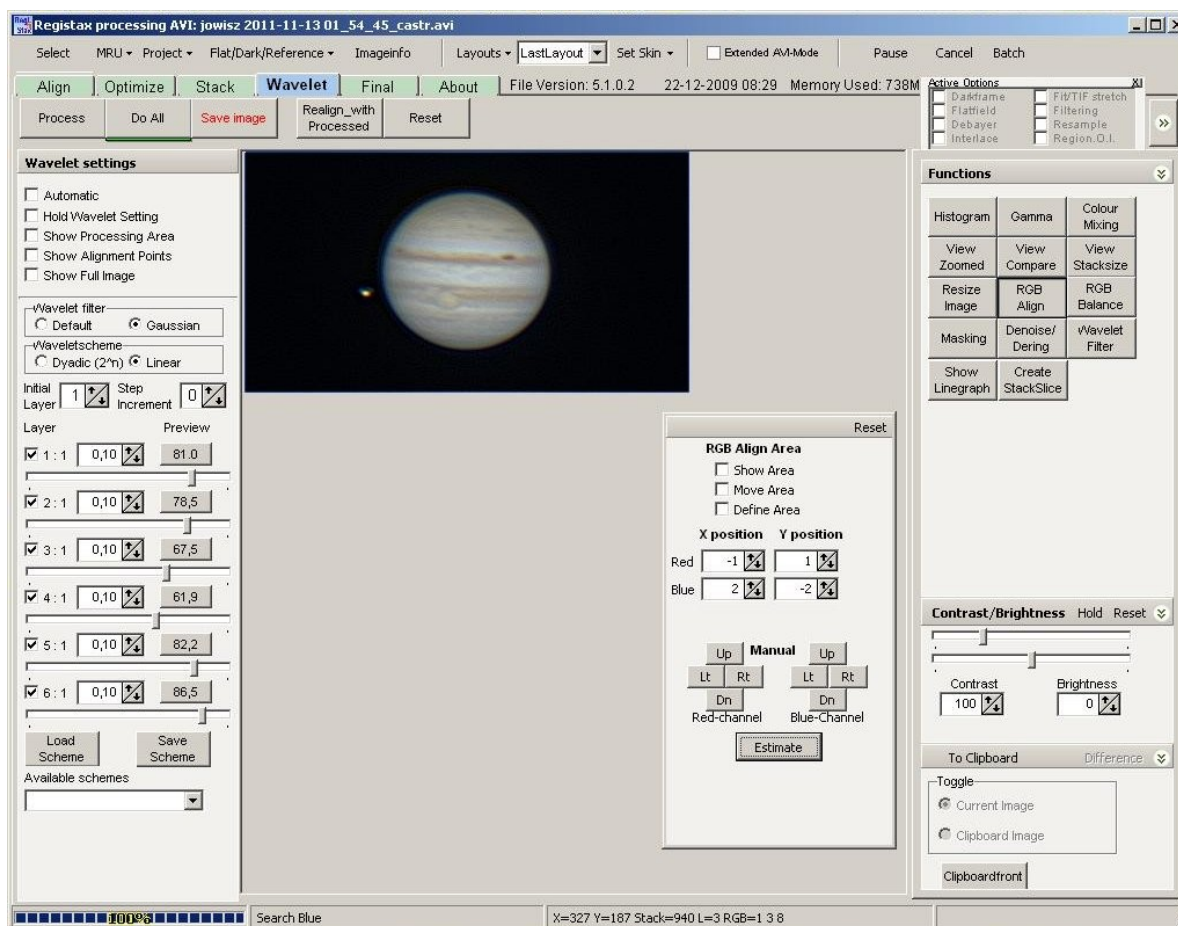 Registax processing AVI: jowisz 2011-11-13 01_54_45_castr.avi
Select MRU Project Flat/Dark/Reference Imageinfo Layouts LastLayout Set Skin Extended AVI-Mode Pause Cancel Batch
Align Optimize Stack Wavelet Final About File Version: 5.1.0.2 22-12-2009 08:29 Memory Used: 738M
Active Options
Darkframe Fit/TIF stretch
Flatfield Filtering
Debayer Resample
Interlace Region.O.I.
Process Do All Save image Realign_with Processed Reset
Wavelet settings
Automatic
Hold Wavelet Setting
Show Processing Area
Show Alignment Points
Show Full Image
Wavelet filter
Default Gaussian
Waveletscheme
Dyadic (2^n) Linear
Initial Layer 1 Step Increment 0
Layer Preview
1 : 1 0,10 81.0
2 : 1 0,10 78,5
3 : 1 0,10 67,5
4 : 1 0,10 61,9
5 : 1 0,10 82,2
6 : 1 0,10 86,5
Load Scheme Save Scheme
Available schemes
Reset
RGB Align Area
Show Area
Move Area
Define Area
X position Y position
Red -1 1
Blue 2 -2
Manual
Up Up
Lt Rt Lt Rt
Dn Dn
Red-channel Blue-Channel
Estimate
Functions
Histogram Gamma Colour Mixing
View Zoomed View Compare View Stacksize
Resize Image RGB Align RGB Balance
Masking Denoise/ Dering Wavelet Filter
Show Linegraph Create StackSlice
Contrast/Brightness Hold Reset
Contrast Brightness
100 0
To Clipboard Difference
Toggle
Current Image
Clipboard Image
Clipboardfront
100% Search Blue X=327 Y=187 Stack=940 L=3 RGB=1 3 8